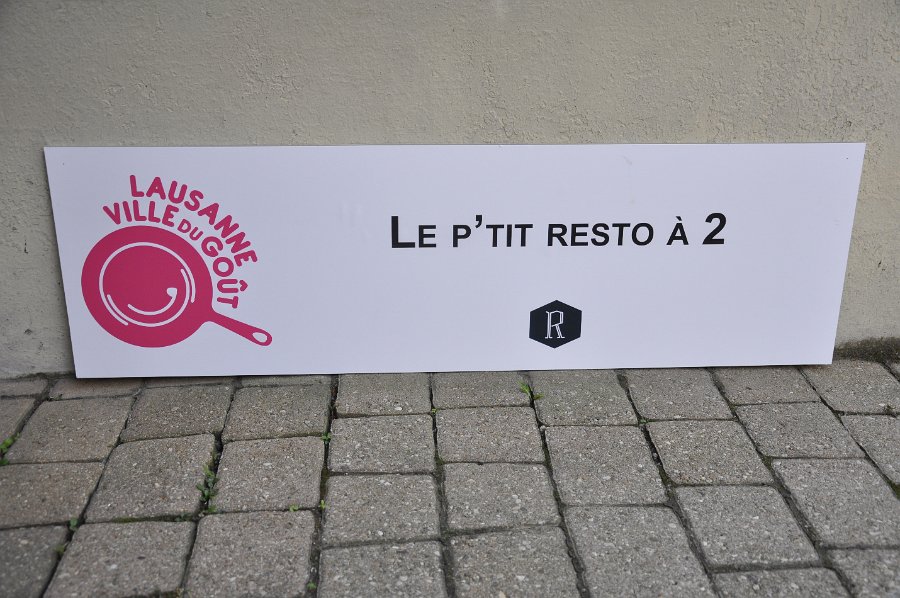 LAUSANNE
VILLE DU GOÛT
LE P'TIT RESTO À 2
R